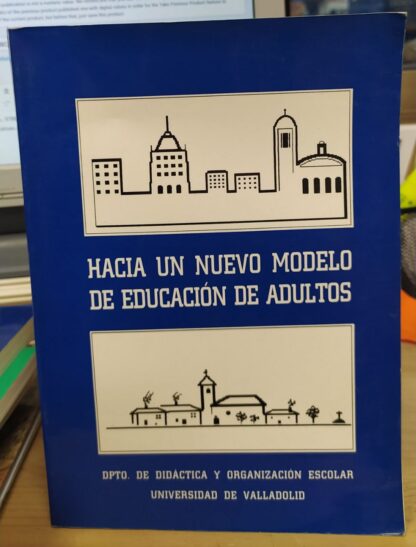 HACIA UN NUEVO MODELO
DE EDUCACIÓN DE ADULTOS
DPTO. DE DIDÁCTICA Y ORGANIZACIÓN ESCOLAR
UNIVERSIDAD DE VALLADOLID